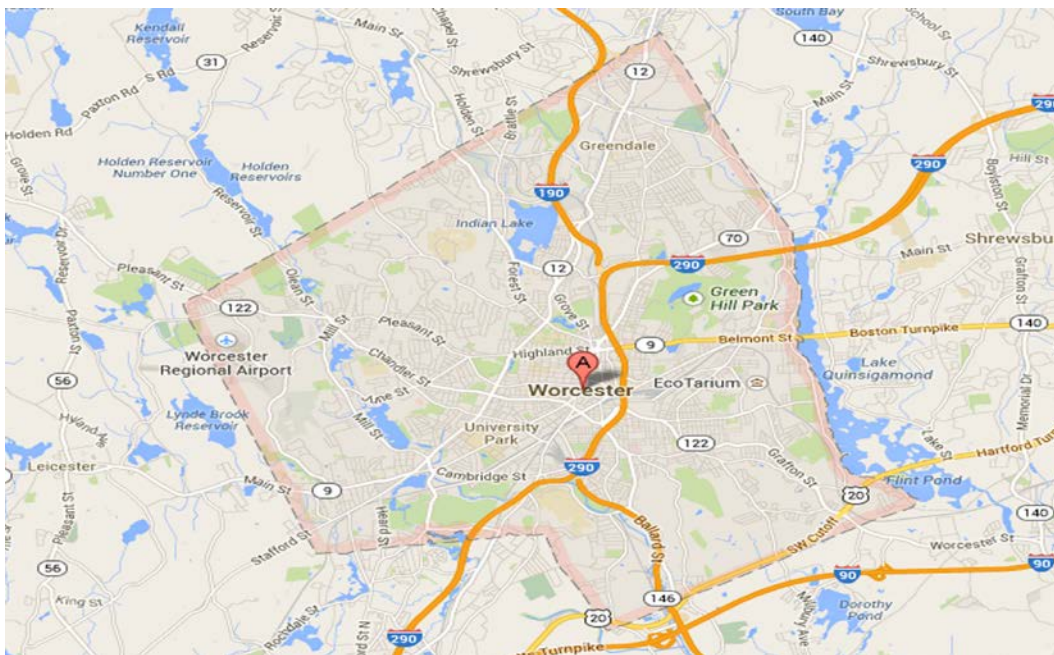 Kendall
Reservoir
Reservoir St
Main St
Chapel St
Shrewsbury St
South Bay
140
School St
Shrewsbury St
31
12
S Rd
Paxton Rd
Holden St
Brattle St
Main St
290
Holden Rd
Greendale
290
Hill St
Holden Reservoir
Number One
Holden
Reservoirs
190
Boylston St
Grove St
Reservoir St
Indian Lake
70
Reservoir Dr
Main St
Shrewsbu
Pleasant St
Olean St
Forest St
12
290
Grafton St
122
Mill St
Grove St
Green
Hill Park
Paxton St
Pleasant St
Boston Turnpike
140
Worcester
Regional Airport
Highland St
9
Belmont St
Chandler St
A
Worcester
EcoTarium
Lake
Quinsigamond
56
June St
Memorial Dr
Lynde Brook
Reservoir
Mill St
University
Park
122
Lake St
Leicester
Grafton St
Hartford Turn
290
Cambridge St
Main St
9
20
Flint Pond
Pleasant St
Heard St
Ballard St
140
Stafford St
SW Cutoff
Worcester St
56
90
90
King St
146
20
Dorothy
Pond
Rochdale St
rd St N
Millbury Ave
290
ts Turnpike